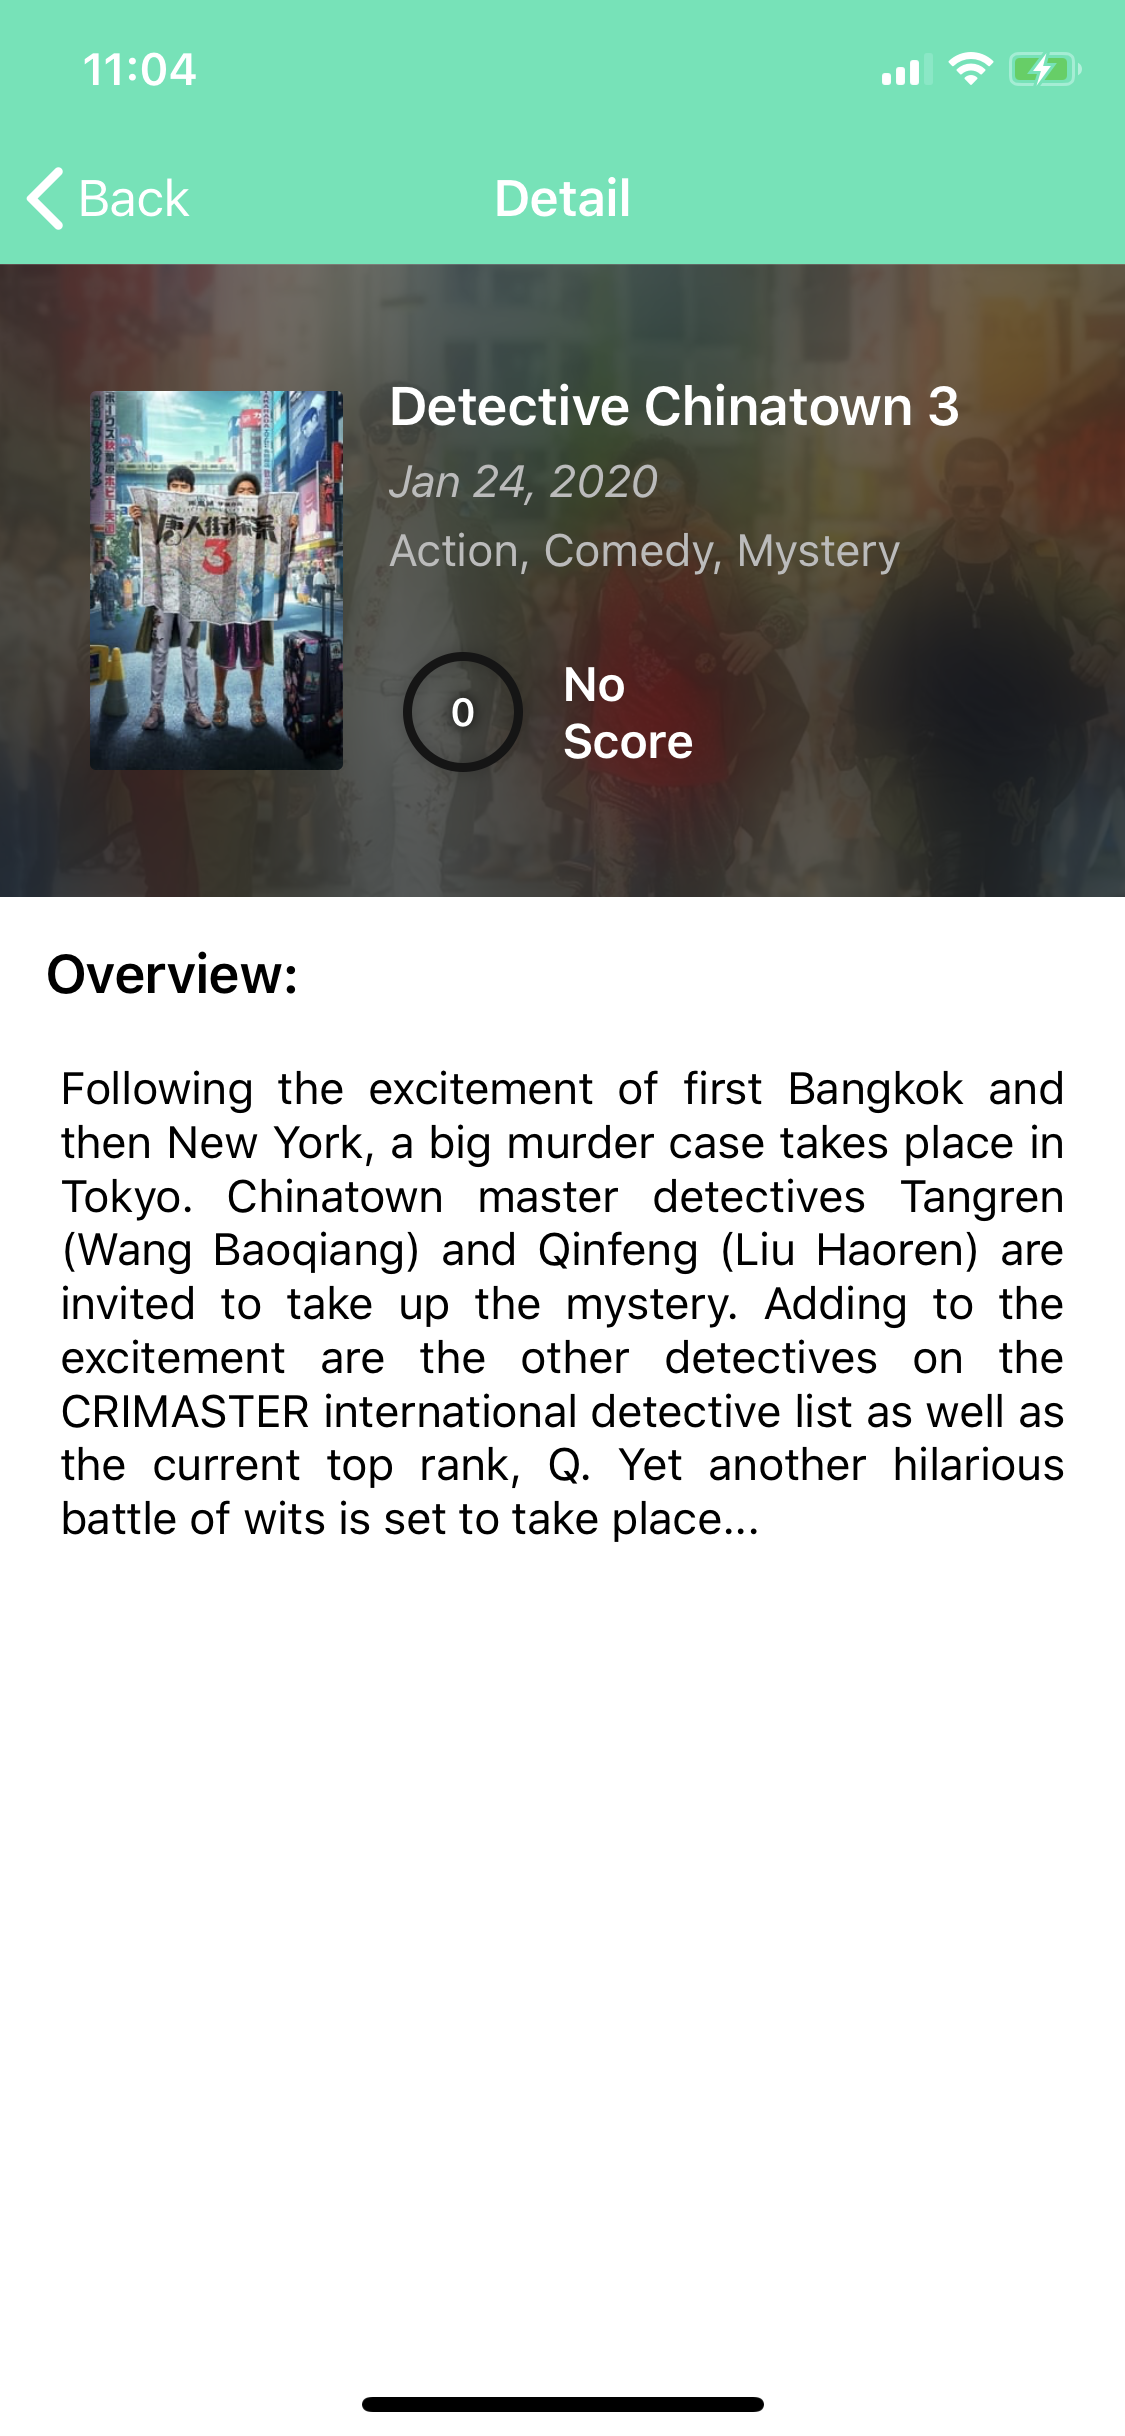 11:04
Back
Detail
Detective Chinatown 3
Jan 24, 2020
Action, Comedy, Mystery
唐人街探案
3
0
No
Score
Overview:
Following the excitement of first Bangkok and
then New York, a big murder case takes place in
Tokyo. Chinatown master detectives Tangren
(Wang Baoqiang) and Qinfeng (Liu Haoren) are
invited to take up the mystery. Adding to the
excitement are the other detectives on the
CRIMASTER international detective list as well as
the current top rank, Q. Yet another hilarious
battle of wits is set to take place...